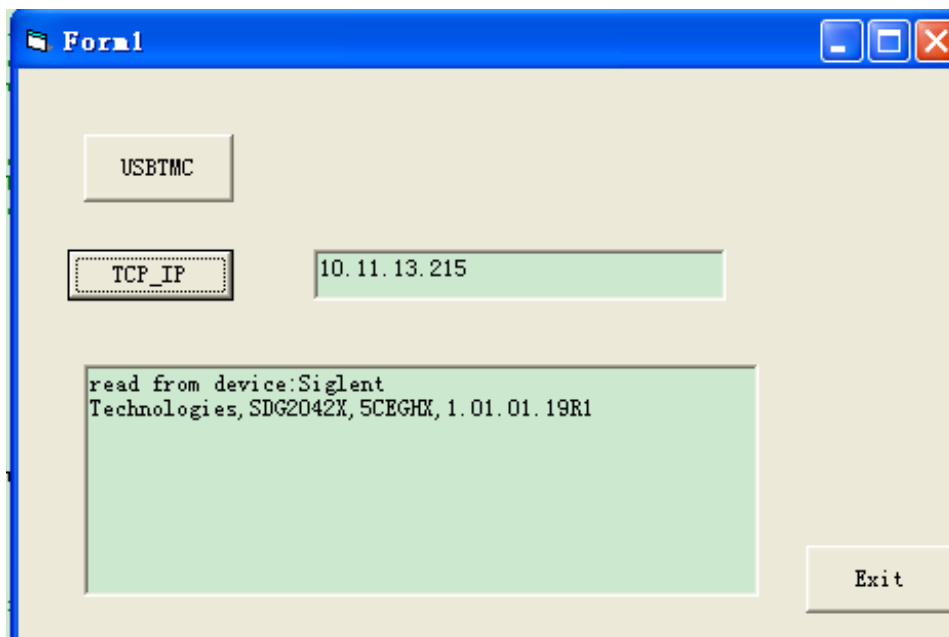 Form1
USBTMC
TCP_IP
10.11.13.215
read from device:Siglent
Technologies,SDG2042X,5CEGHX,1.01.01.19R1
Exit